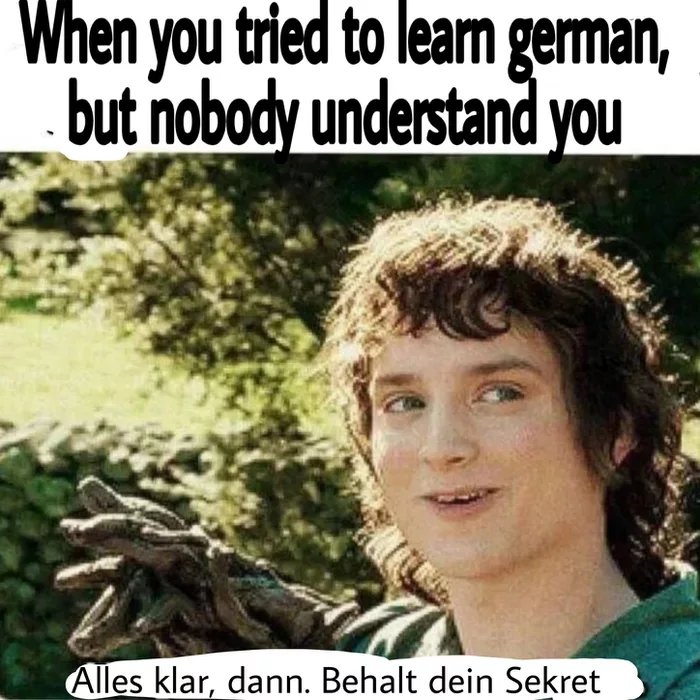 When you tried to learn german,
but nobody understand you
Alles klar, dann. Behalt dein Sekret